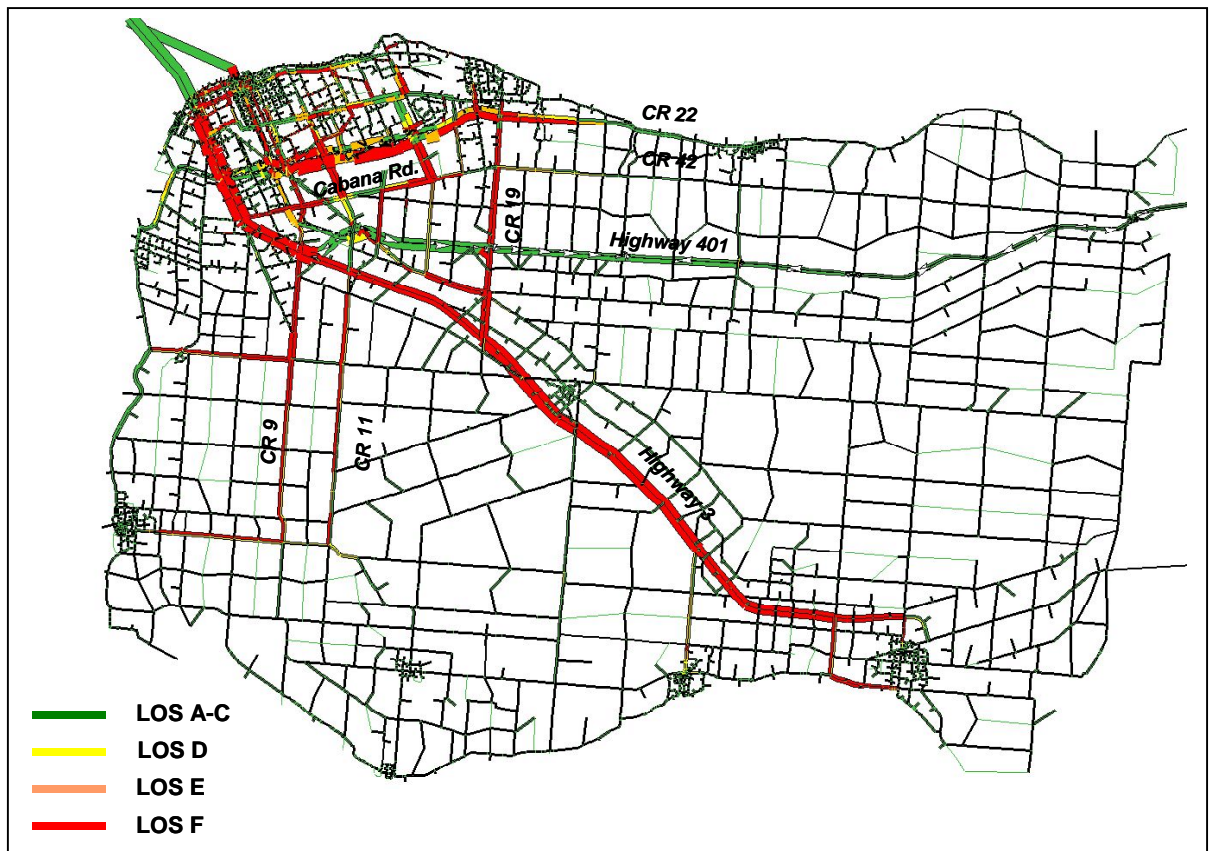 CR 22
CR 42
Cabana Rd.
CR 19
Highway 401
CR 9
CR 11
Highway 3
LOS A-C
LOS D
LOS E
LOS F